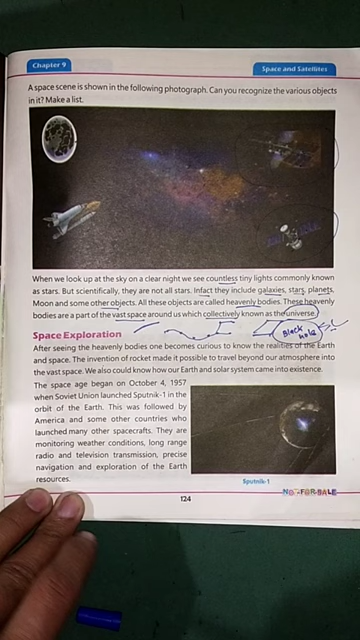 Chapter 9
Space and Satellites
A space scene is shown in the following photograph. Can you recognize the various objects
in it? Make a list.
When we look up at the sky on a clear night we see countless tiny lights commonly known
as stars. But scientifically, they are not all stars. Infact they include galaxies, stars, planets,
Moon and some other objects. All these objects are called heavenly bodies. These heavenly
bodies are a part of the vast space around us which collectively known as the universe.
Black
hole
Space Exploration
After seeing the heavenly bodies one becomes curious to know the realities of the Earth
and space. The invention of rocket made it possible to travel beyond our atmosphere into
the vast space. We also could know how our Earth and solar system came into existence.
The space age began on October 4, 1957
when Soviet Union launched Sputnik-1 in the
orbit of the Earth. This was followed by
America and some other countries who
launched many other spacecrafts. They are
monitoring weather conditions, long range
radio and television transmission, precise
navigation and exploration of the Earth
resources.
Sputnik-1
NOT FOR SALE
124